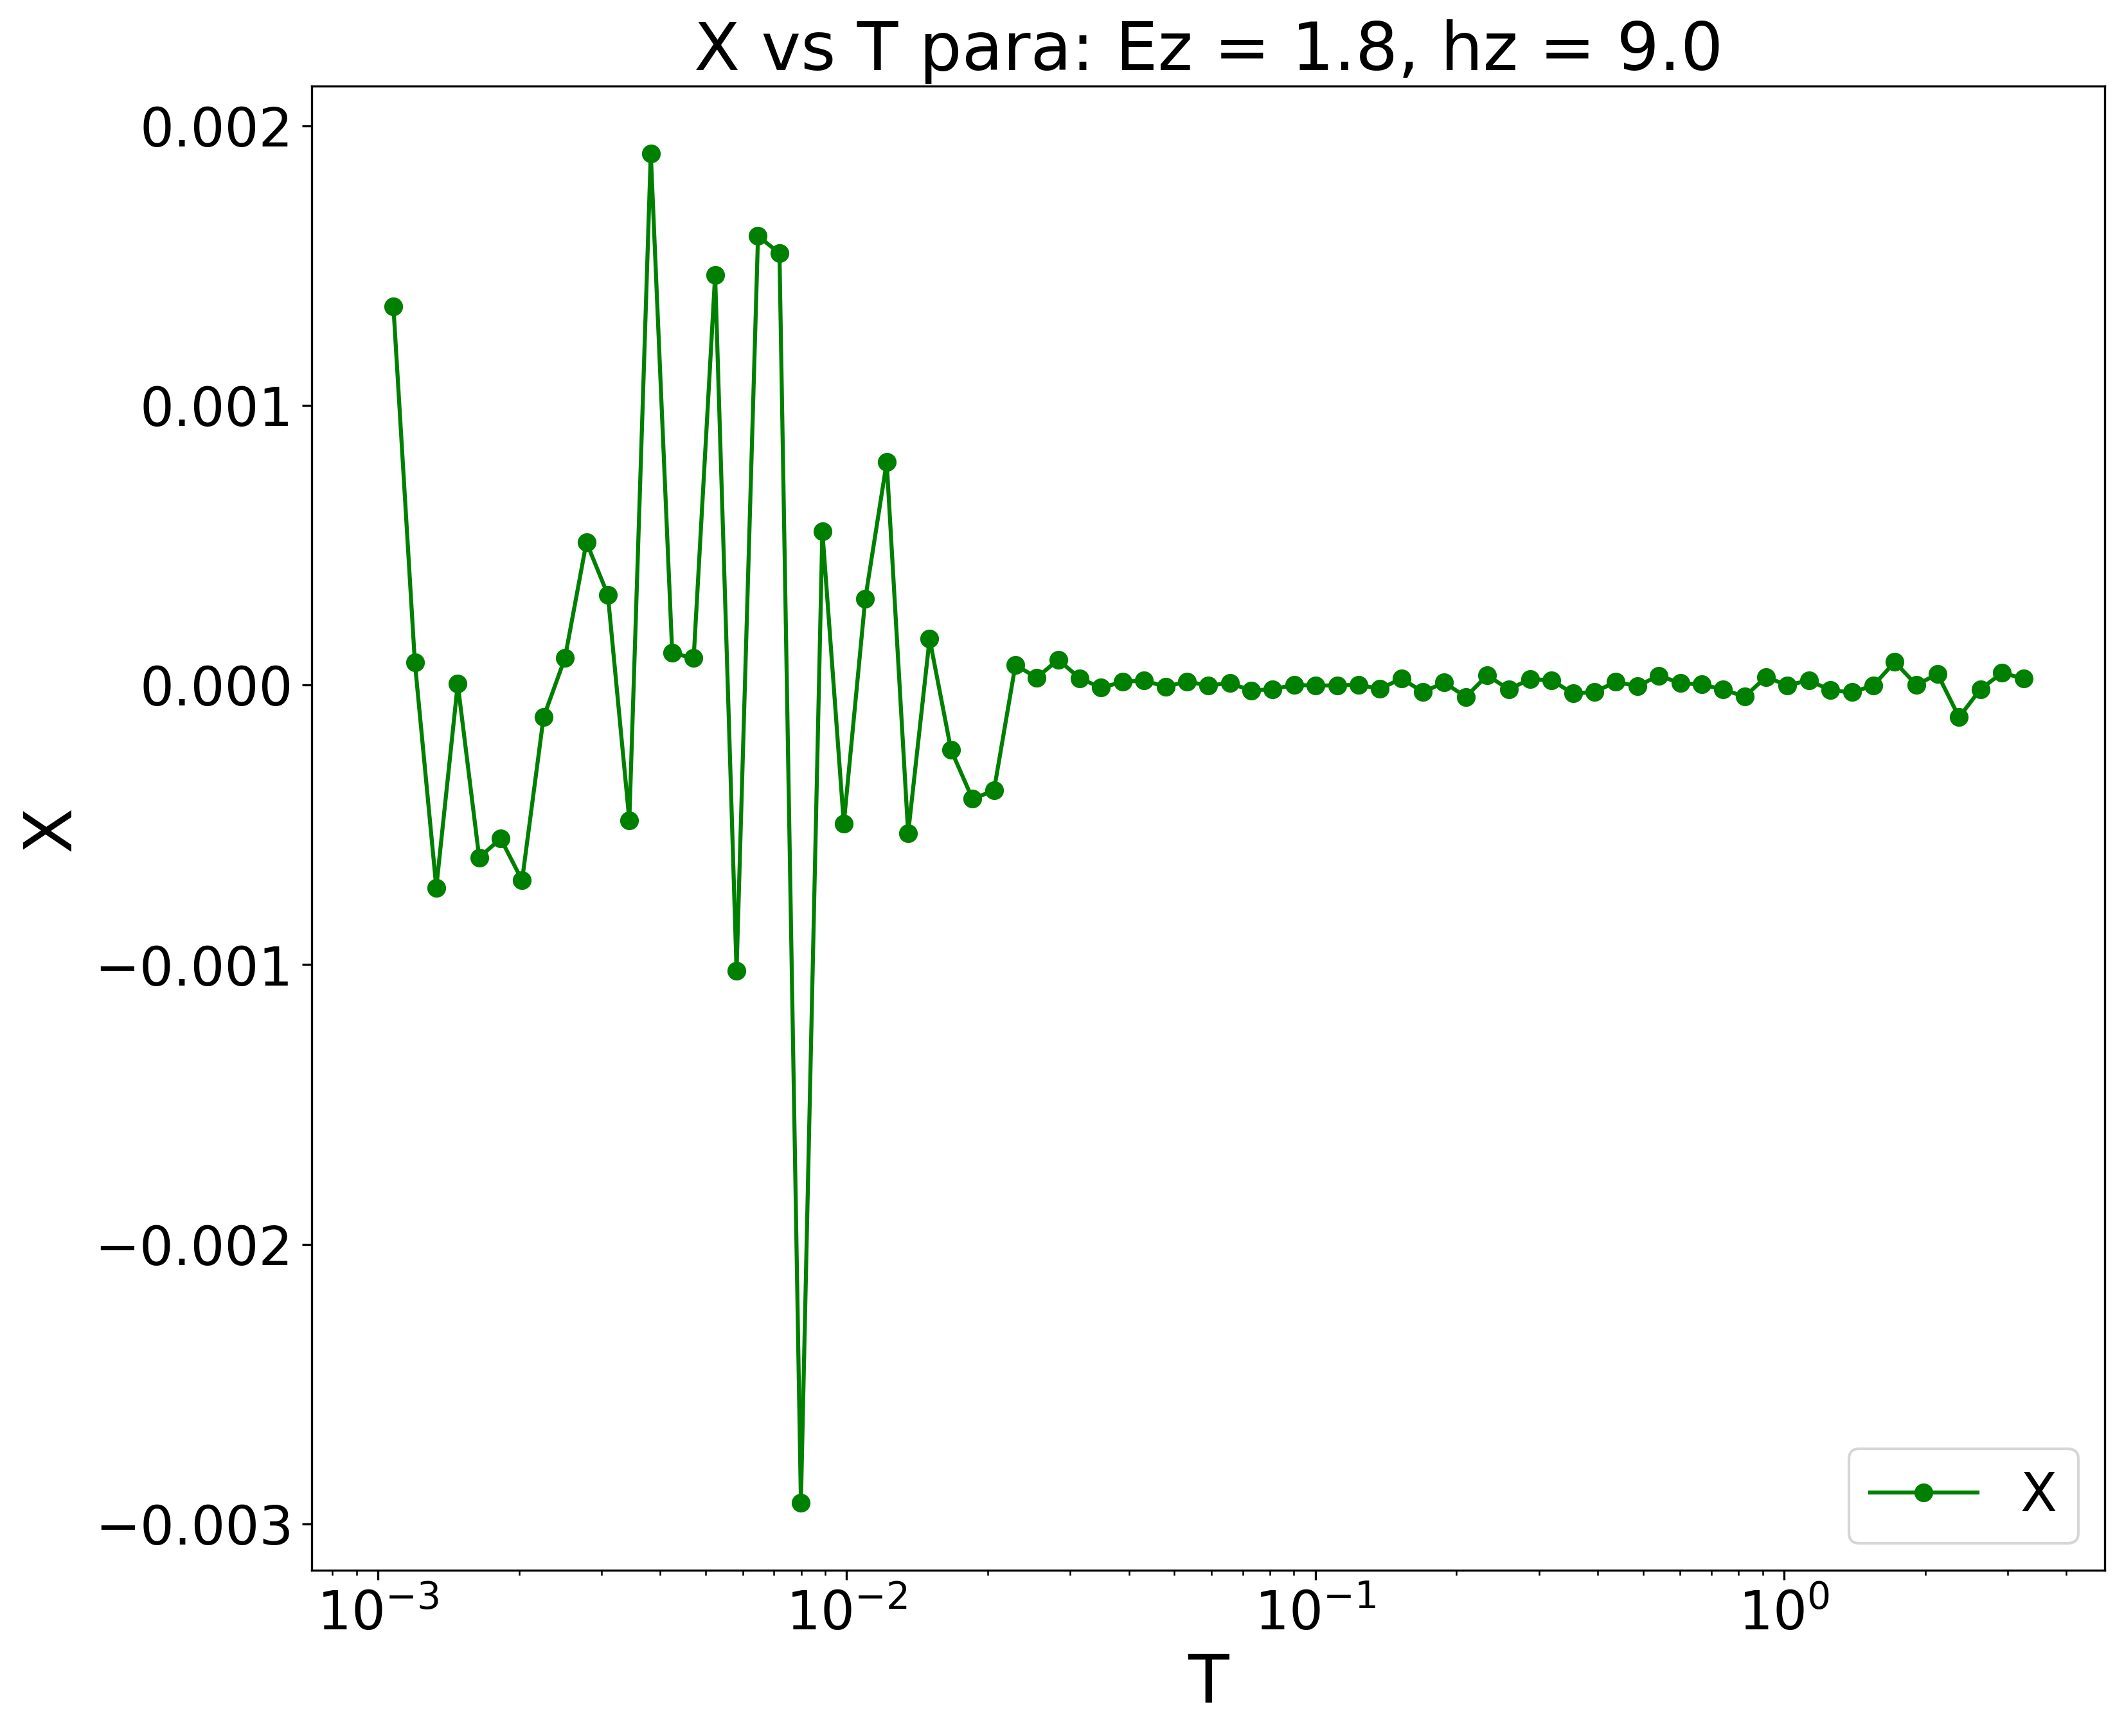 X vs T para: Ez = 1.8, hz = 9.0
0.002
0.001
0.000
−0.001
−0.002
−0.003
X
X
10⁻³ 10⁻² 10⁻¹ 10⁰
T